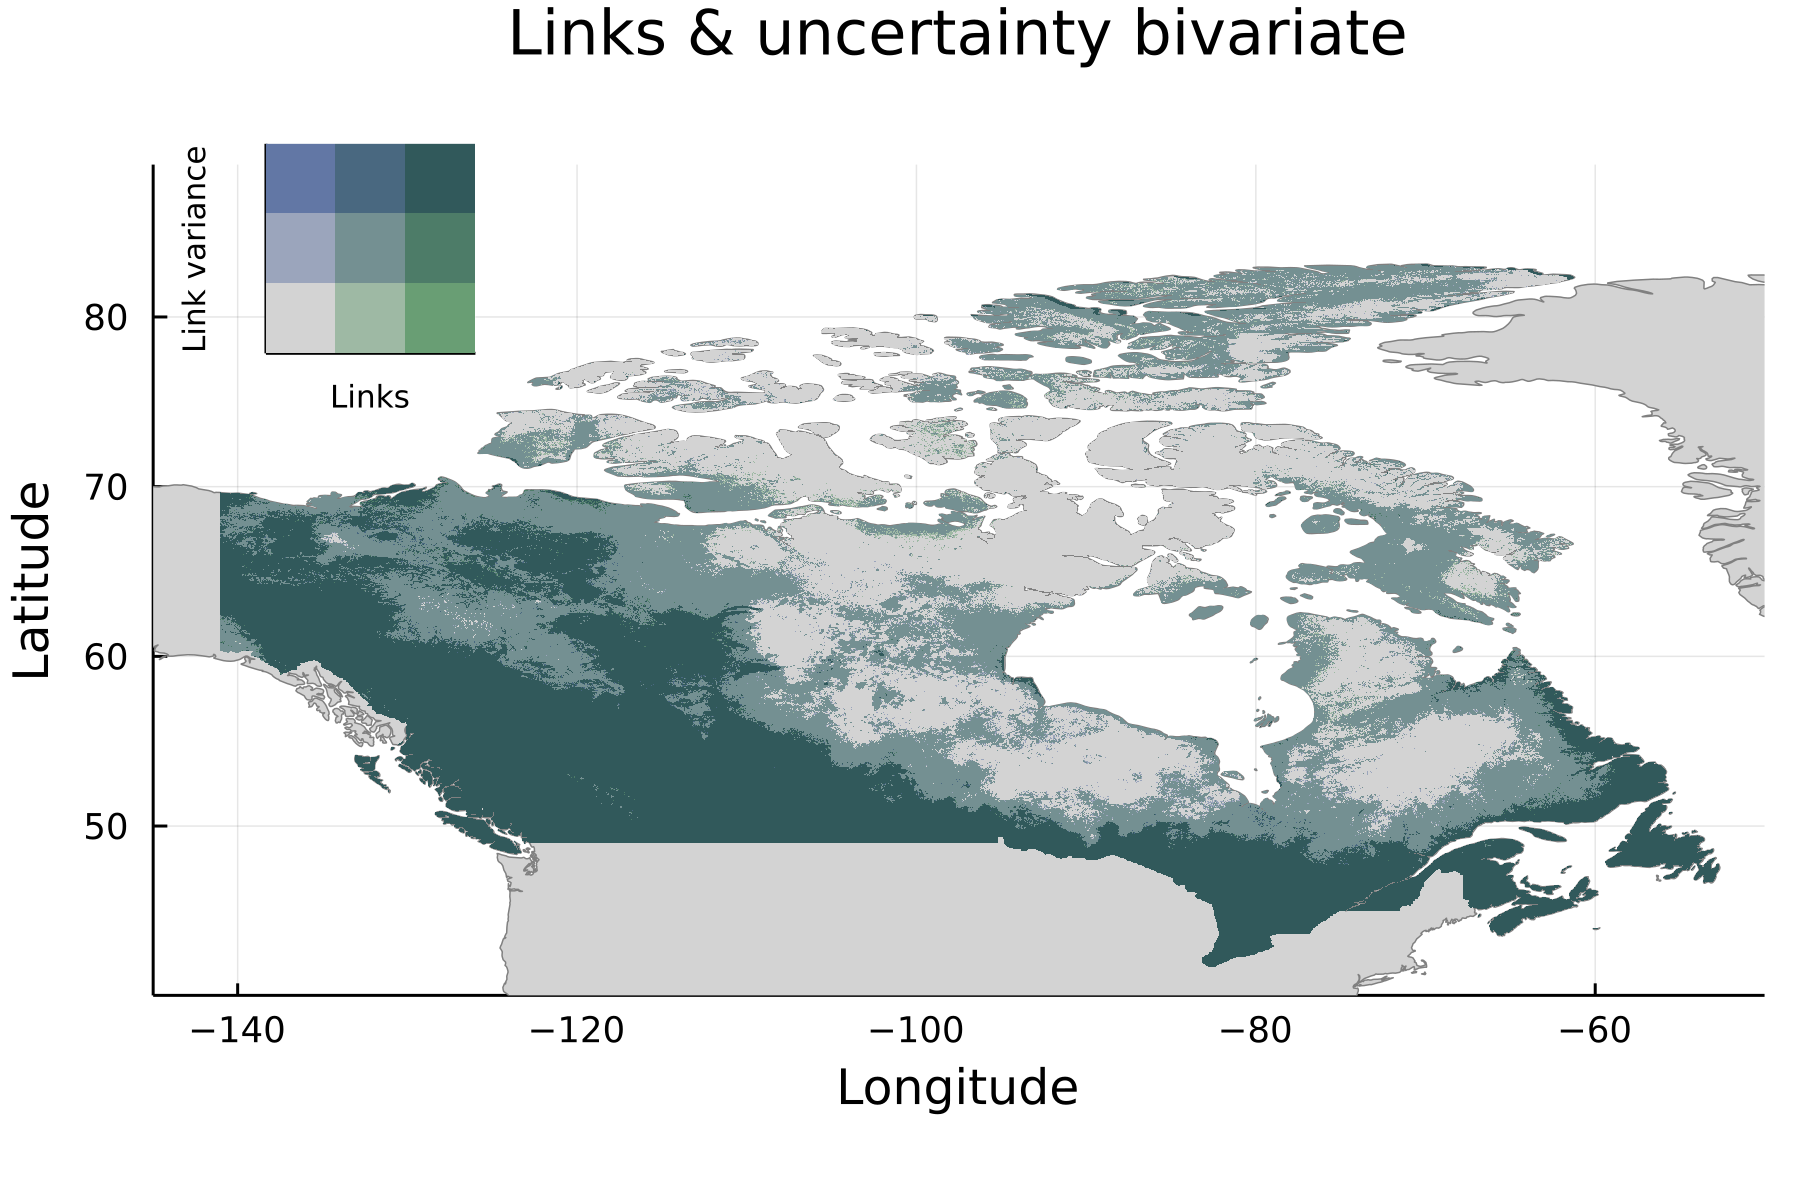 Links & uncertainty bivariate
Link variance
Links
Latitude
80
70
60
50
−140
−120
−100
−80
−60
Longitude